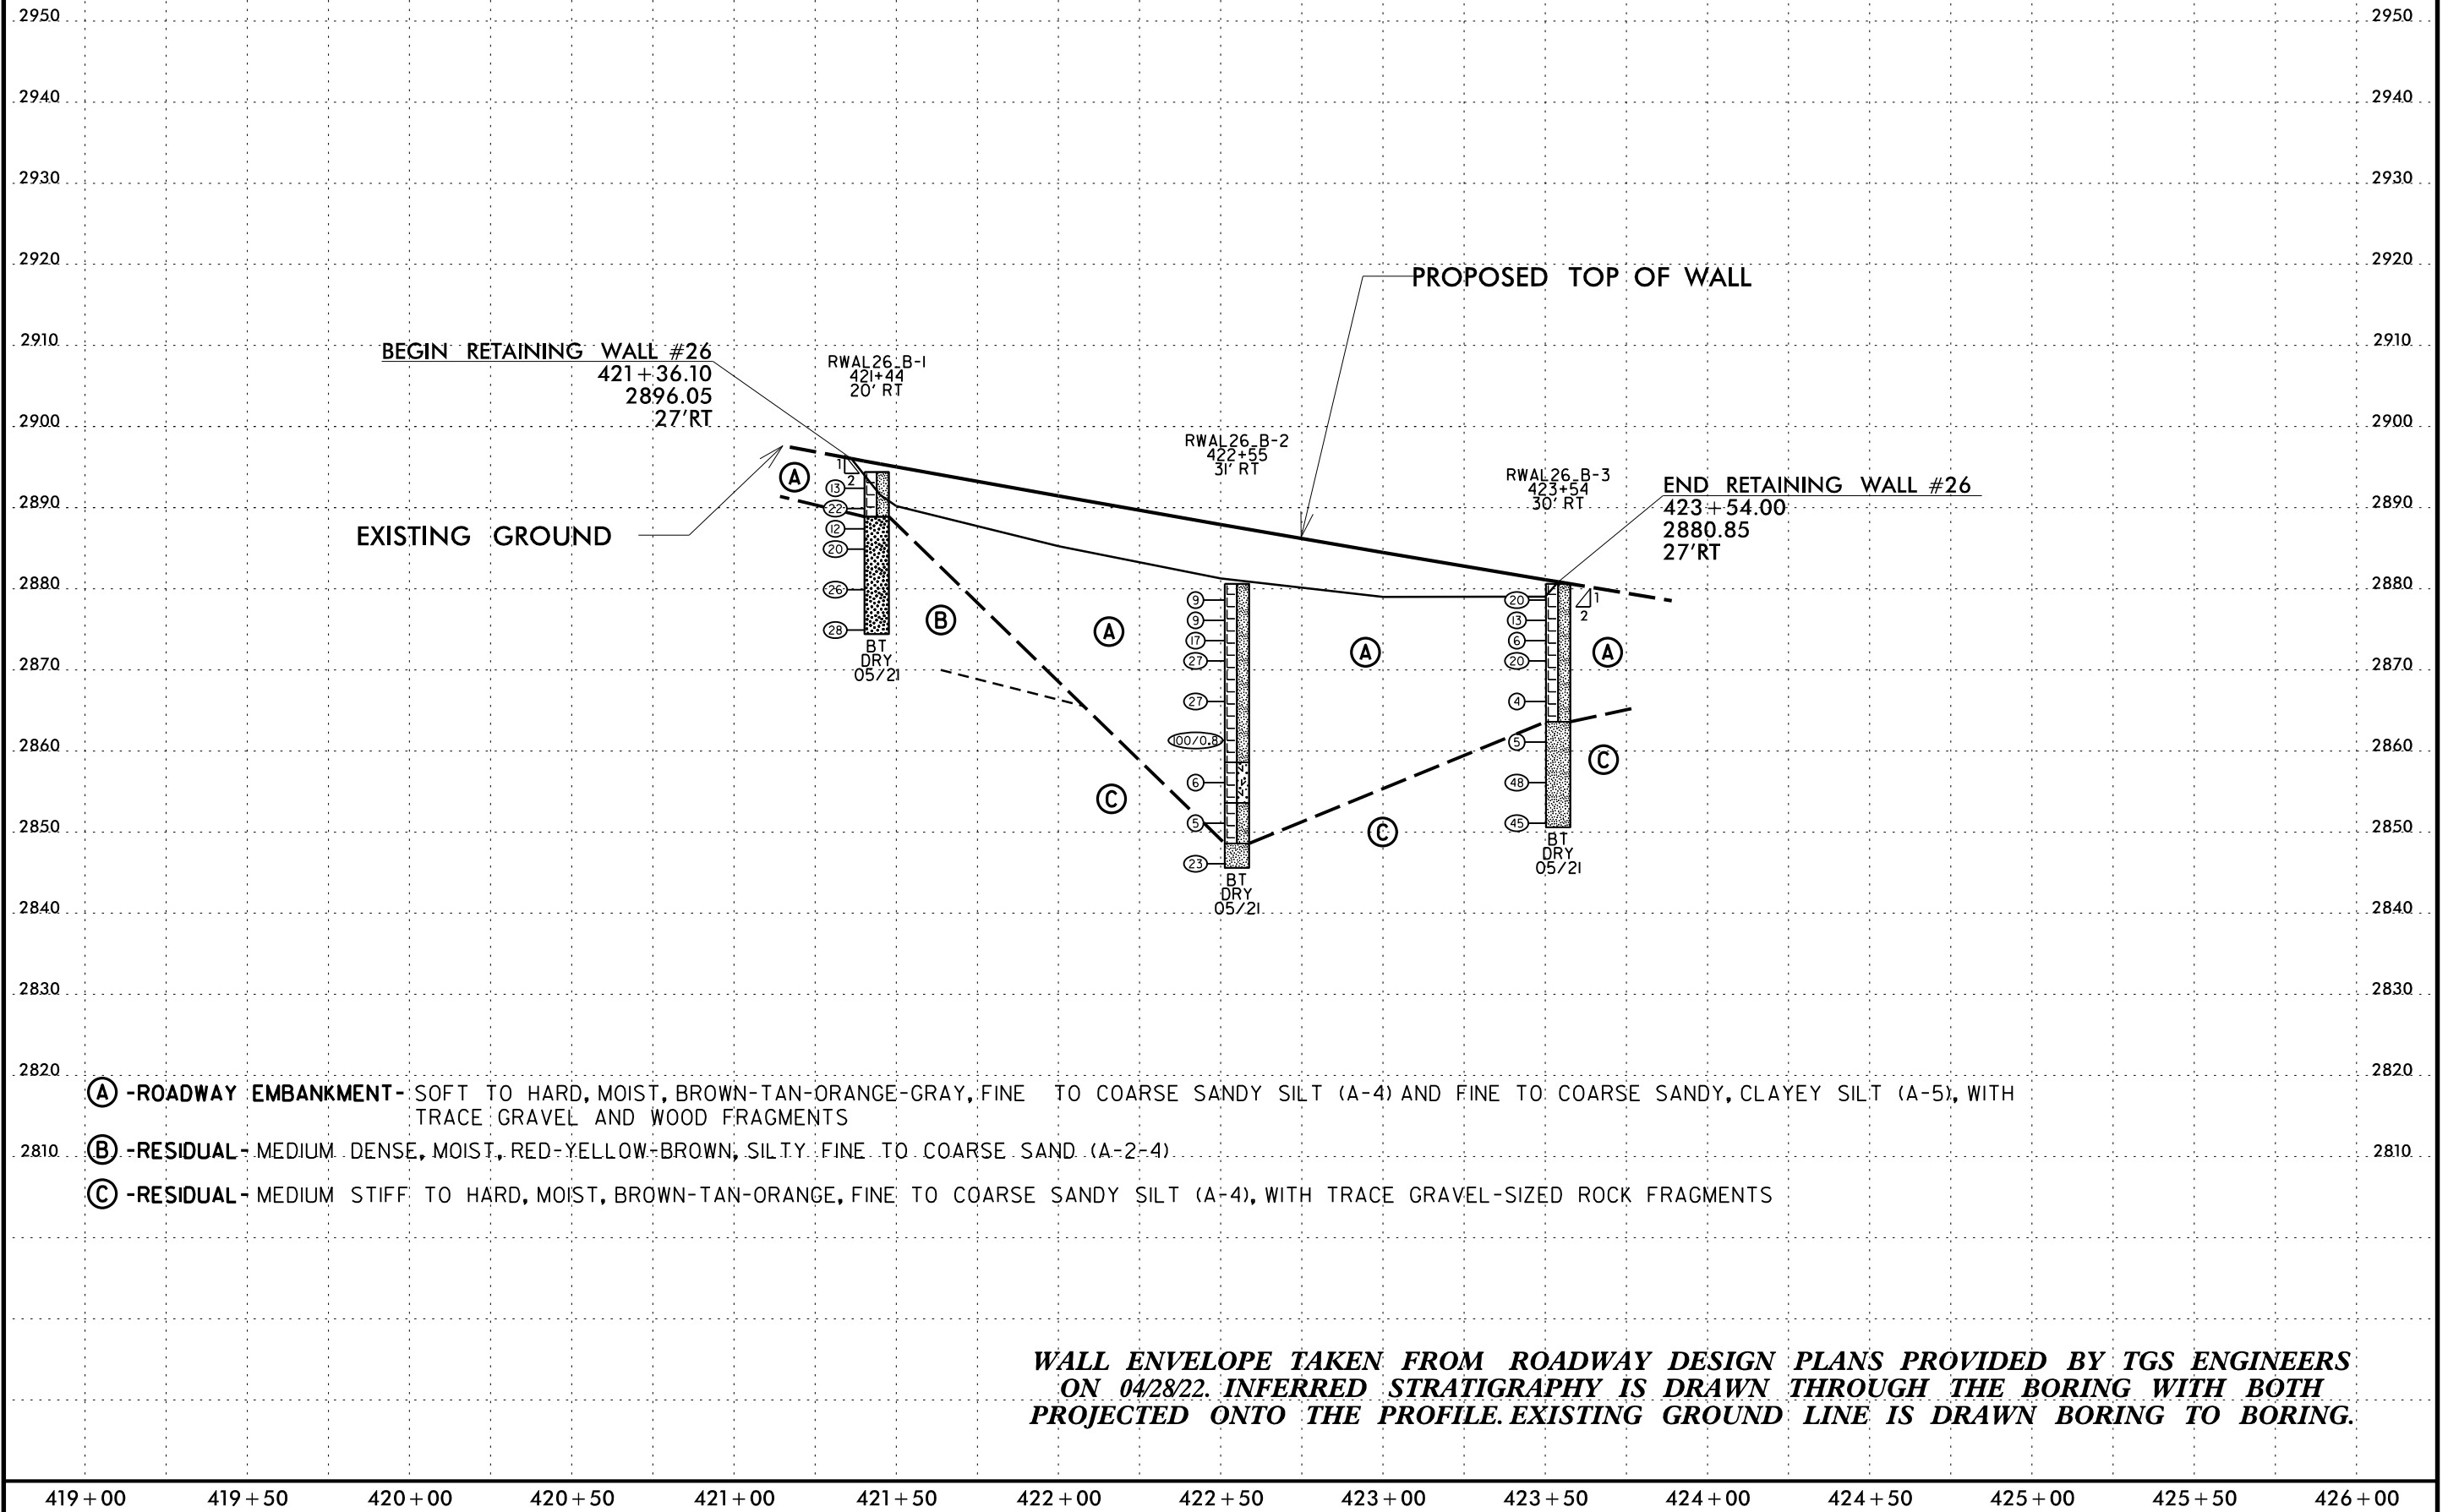 2950 2950
2940 2940
2930 2930
2920 2920
PROPOSED TOP OF WALL
2910 2910
BEGIN RETAINING WALL #26
421+36.10
2896.05
27'RT
RWAL26_B-1
421+44
20' RT
2900 2900
RWAL26_B-2
422+55
31' RT
RWAL26_B-3
423+54
30' RT
END RETAINING WALL #26
423+54.00
2880.85
27'RT
A
1
2
13
22
12
20
26
28
BT
DRY
05/21
2890 2890
EXISTING GROUND
2880 2880
B
A
9
9
17
27
27
100/0.8
6
5
23
BT
DRY
05/21
A
20
13
6
20
4
5
48
45
BT
DRY
05/21
1
2
A
2870 2870
2860 2860
C
C
C
2850 2850
2840 2840
2830 2830
2820 2820
A -ROADWAY EMBANKMENT- SOFT TO HARD, MOIST, BROWN-TAN-ORANGE-GRAY, FINE TO COARSE SANDY SILT (A-4) AND FINE TO COARSE SANDY, CLAYEY SILT (A-5), WITH
TRACE GRAVEL AND WOOD FRAGMENTS
2810 B -RESIDUAL- MEDIUM DENSE, MOIST, RED-YELLOW-BROWN, SILTY FINE TO COARSE SAND (A-2-4) 2810
C -RESIDUAL- MEDIUM STIFF TO HARD, MOIST, BROWN-TAN-ORANGE, FINE TO COARSE SANDY SILT (A-4), WITH TRACE GRAVEL-SIZED ROCK FRAGMENTS
WALL ENVELOPE TAKEN FROM ROADWAY DESIGN PLANS PROVIDED BY TGS ENGINEERS
ON 04/28/22. INFERRED STRATIGRAPHY IS DRAWN THROUGH THE BORING WITH BOTH
PROJECTED ONTO THE PROFILE. EXISTING GROUND LINE IS DRAWN BORING TO BORING.
419+00 419+50 420+00 420+50 421+00 421+50 422+00 422+50 423+00 423+50 424+00 424+50 425+00 425+50 426+00